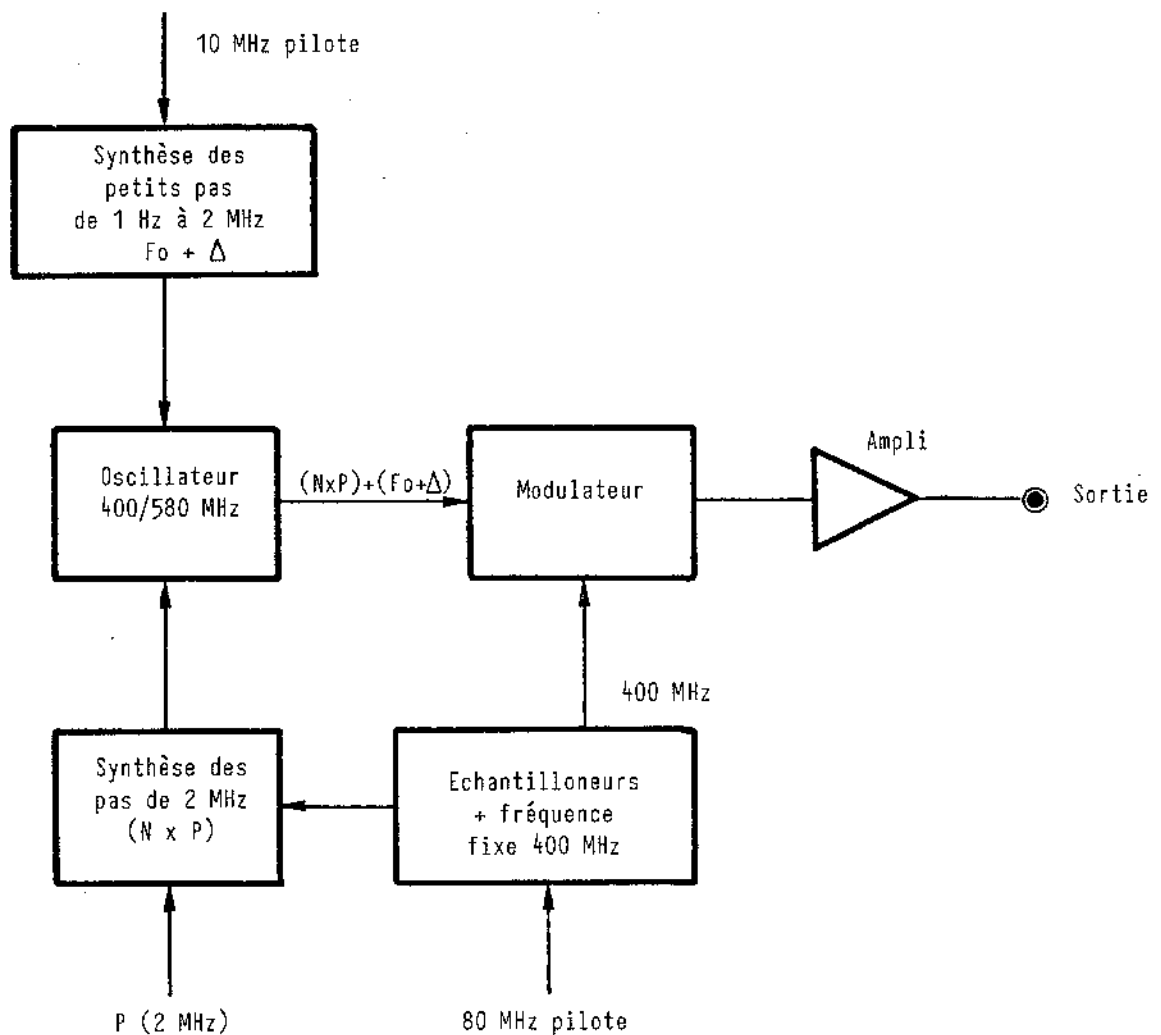 10 MHz pilote
Synthèse des
petits pas
de 1 Hz à 2 MHz
Fo + Δ
Oscillateur
400/580 MHz
(NxP)+(Fo+Δ)
Modulateur
Ampli
Sortie
400 MHz
Synthèse des
pas de 2 MHz
(N x P)
Echantilloneurs
+ fréquence
fixe 400 MHz
P (2 MHz)
80 MHz pilote